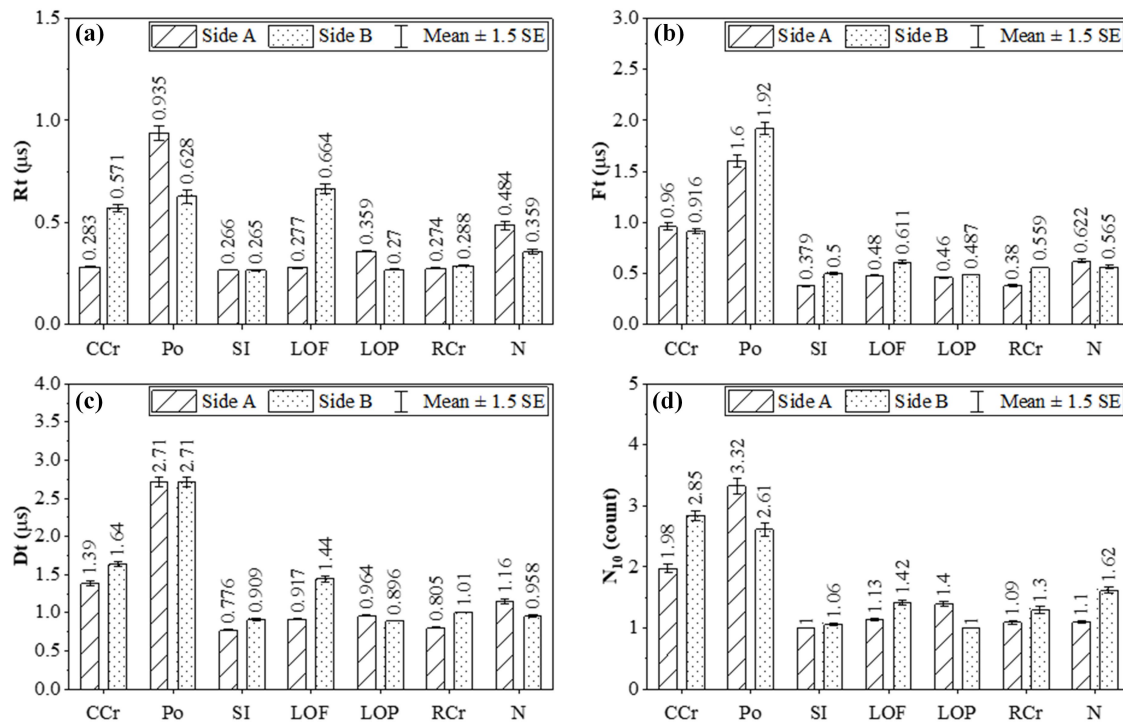 (a)
Side A Side B Mean ± 1.5 SE
Rt (μs)
1.5
1.0
0.5
0.0
0.283 0.571 0.935 0.628 0.266 0.265 0.277 0.664 0.359 0.27 0.274 0.288 0.484 0.359
CCr Po SI LOF LOP RCr N
(b)
Side A Side B Mean ± 1.5 SE
Ft (μs)
3.0
2.5
2.0
1.5
1.0
0.5
0.0
0.96 0.916 1.6 1.92 0.379 0.5 0.48 0.611 0.46 0.487 0.38 0.559 0.622 0.565
CCr Po SI LOF LOP RCr N
(c)
Side A Side B Mean ± 1.5 SE
Dt (μs)
4.0
3.5
3.0
2.5
2.0
1.5
1.0
0.5
0.0
1.39 1.64 2.71 2.71 0.776 0.909 0.917 1.44 0.964 0.896 0.805 1.01 1.16 0.958
CCr Po SI LOF LOP RCr N
(d)
Side A Side B Mean ± 1.5 SE
N10 (count)
5
4
3
2
1
0
1.98 2.85 3.32 2.61 1 1.06 1.13 1.42 1.4 1 1.09 1.3 1.1 1.62
CCr Po SI LOF LOP RCr N